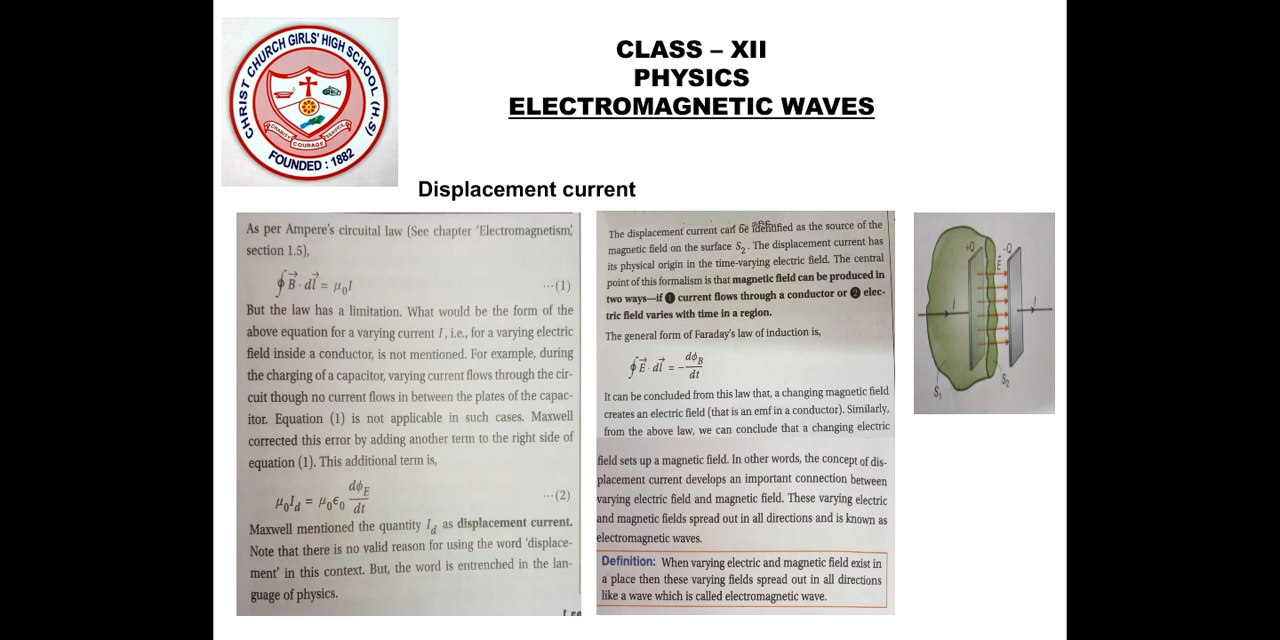 CHRIST CHURCH GIRLS' HIGH SCHOOL (H.S)
CHARITY
COURAGE
SERVICE
FOUNDED : 1882
CLASS – XII
PHYSICS
ELECTROMAGNETIC WAVES
Displacement current
As per Ampere's circuital law (See chapter 'Electromagnetism',
section 1.5),
∮B⃗ · dl⃗ = μ₀I ...(1)
But the law has a limitation. What would be the form of the
above equation for a varying current I, i.e., for a varying electric
field inside a conductor, is not mentioned. For example, during
the charging of a capacitor, varying current flows through the cir-
cuit though no current flows in between the plates of the capac-
itor. Equation (1) is not applicable in such cases. Maxwell
corrected this error by adding another term to the right side of
equation (1). This additional term is,
μ₀I_d = μ₀ϵ₀ dϕ_E/dt ...(2)
Maxwell mentioned the quantity I_d as displacement current.
Note that there is no valid reason for using the word 'displace-
ment' in this context. But, the word is entrenched in the lan-
guage of physics.
The displacement current can be identified as the source of the
magnetic field on the surface S₂. The displacement current has
its physical origin in the time-varying electric field. The central
point of this formalism is that magnetic field can be produced in
two ways—if ❶ current flows through a conductor or ❷ elec-
tric field varies with time in a region.
The general form of Faraday's law of induction is,
∮E⃗ · dl⃗ = -dϕ_B/dt
It can be concluded from this law that, a changing magnetic field
creates an electric field (that is an emf in a conductor). Similarly,
from the above law, we can conclude that a changing electric
field sets up a magnetic field. In other words, the concept of dis-
placement current develops an important connection between
varying electric field and magnetic field. These varying electric
and magnetic fields spread out in all directions and is known as
electromagnetic waves.
Definition: When varying electric and magnetic field exist in
a place then these varying fields spread out in all directions
like a wave which is called electromagnetic wave.
+Q
-Q
E⃗
I
I
S₁
S₂